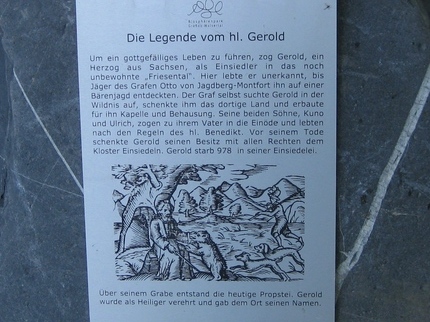 Biosphärenpark
Großes Walsertal
Die Legende vom hl. Gerold
Um ein gottgefälliges Leben zu führen, zog Gerold, ein
Herzog aus Sachsen, als Einsiedler in das noch
unbewohnte „Friesental“. Hier lebte er unerkannt, bis
Jäger des Grafen Otto von Jagdberg-Montfort ihn auf einer
Bärenjagd entdeckten. Der Graf selbst suchte Gerold in der
Wildnis auf, schenkte ihm das dortige Land und erbaute
für ihn Kapelle und Behausung. Seine beiden Söhne, Kuno
und Ulrich, zogen zu ihrem Vater in die Einöde und lebten
nach den Regeln des hl. Benedikt. Vor seinem Tode
schenkte Gerold seinen Besitz mit allen Rechten dem
Kloster Einsiedeln. Gerold starb 978 in seiner Einsiedelei.
Über seinem Grabe entstand die heutige Propstei. Gerold
wurde als Heiliger verehrt und gab dem Ort seinen Namen.